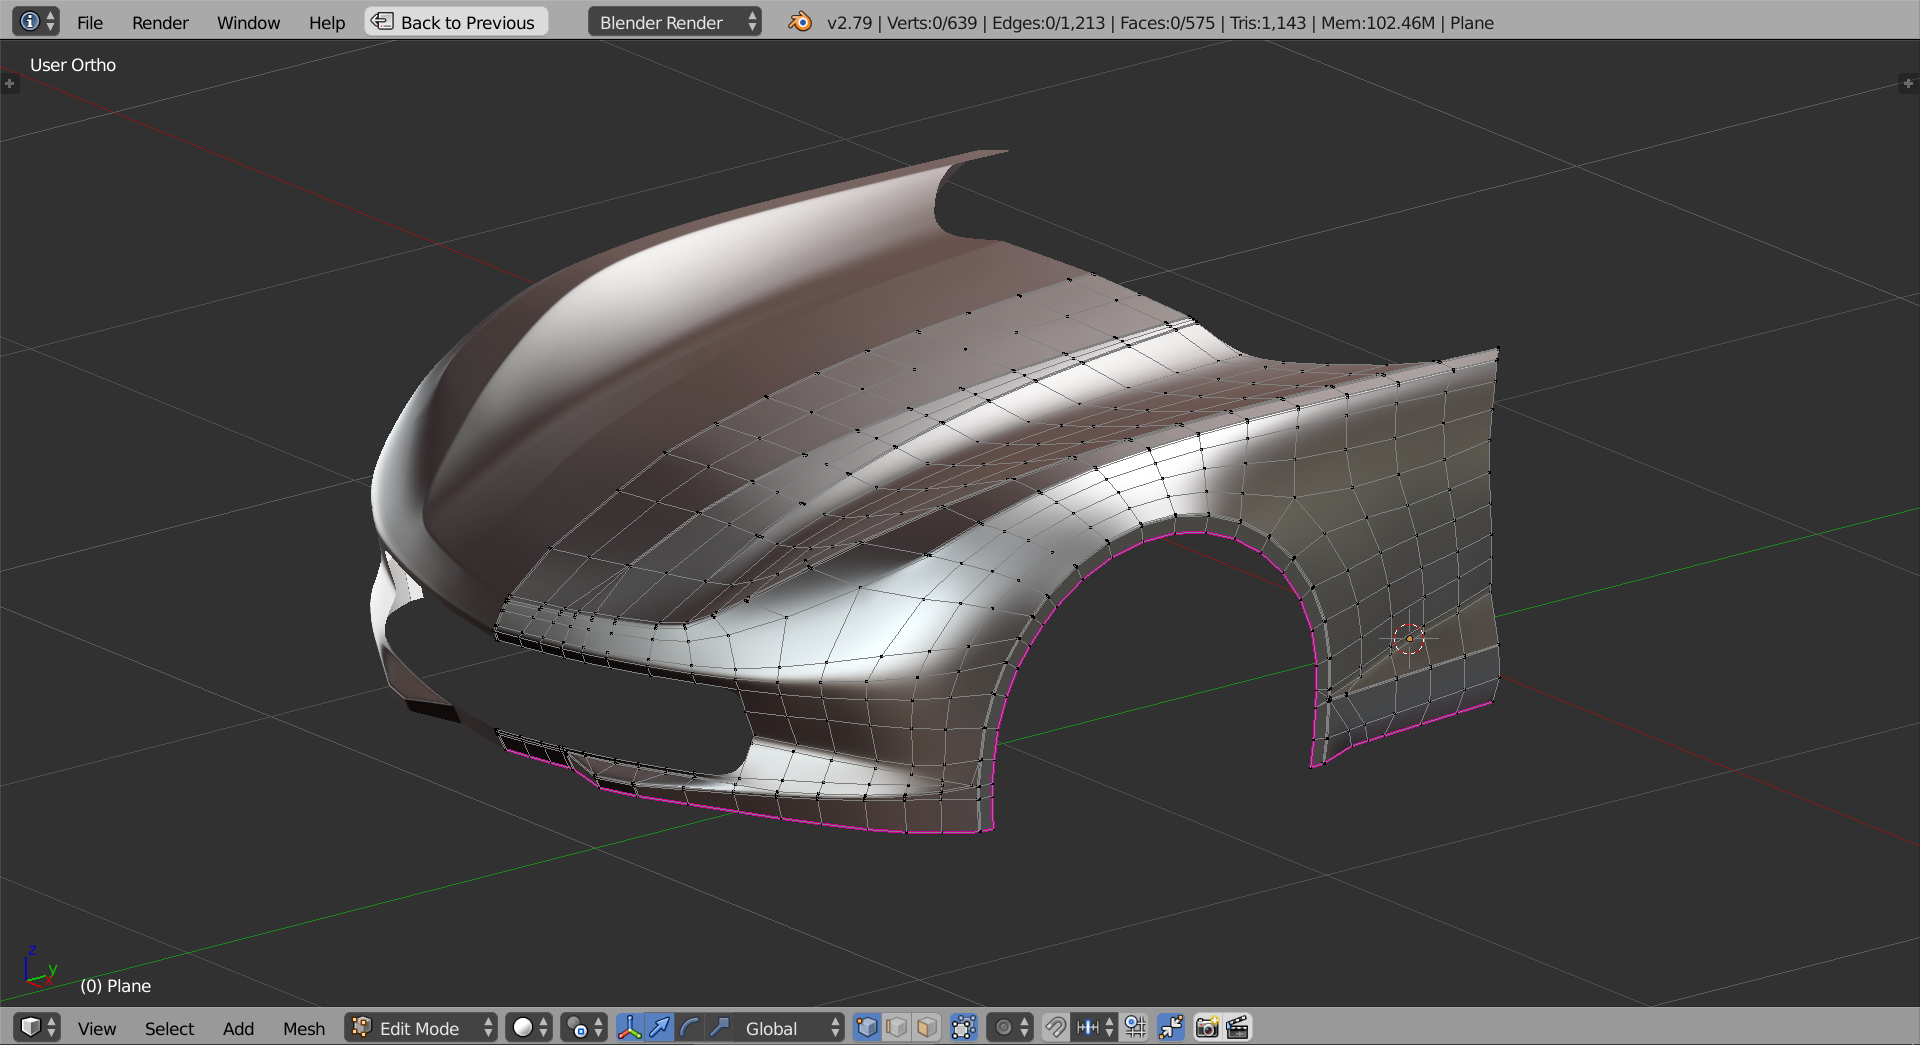 File Render Window Help Back to Previous Blender Render v2.79 | Verts:0/639 | Edges:0/1,213 | Faces:0/575 | Tris:1,143 | Mem:102.46M | Plane
User Ortho
z
y
x
(0) Plane
View Select Add Mesh Edit Mode Global